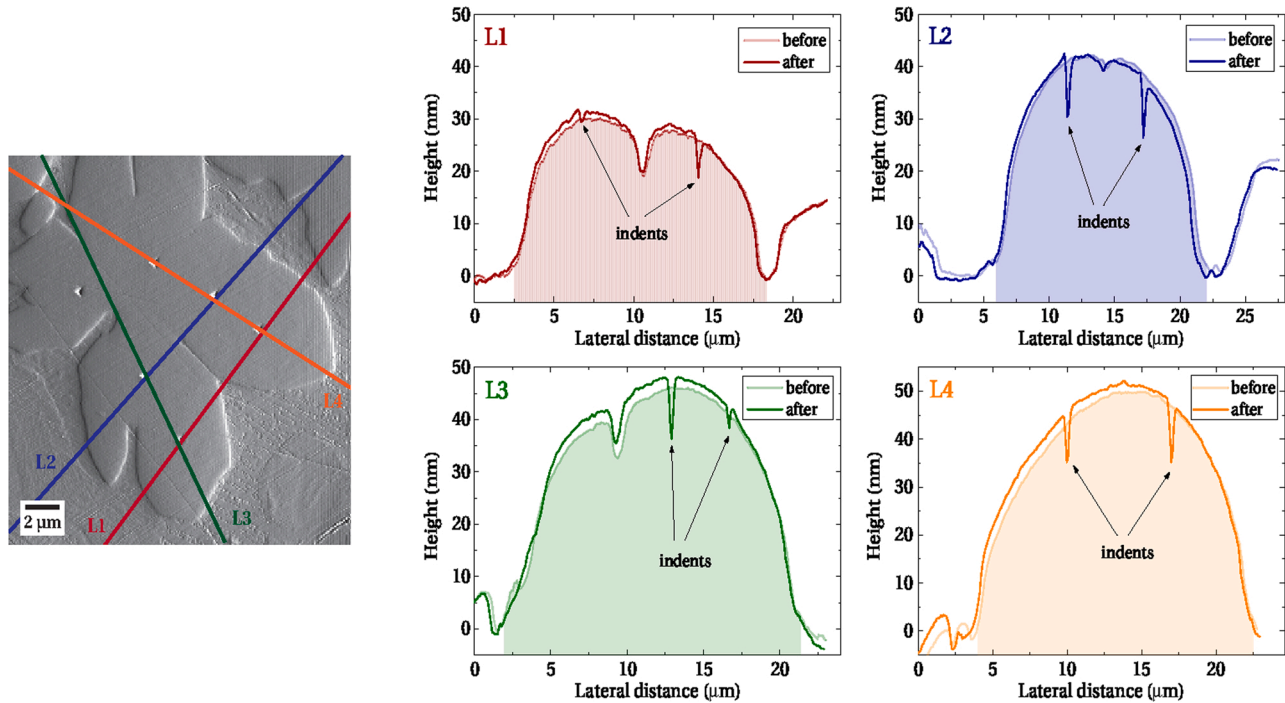 L4
L2
L3
L1
2 μm
L1
before
after
indents
Height (nm)
50
40
30
20
10
0
0 5 10 15 20
Lateral distance (μm)
L2
before
after
indents
Height (nm)
50
40
30
20
10
0
0 5 10 15 20 25
Lateral distance (μm)
L3
before
after
indents
Height (nm)
50
40
30
20
10
0
0 5 10 15 20
Lateral distance (μm)
L4
before
after
indents
Height (nm)
50
40
30
20
10
0
0 5 10 15 20
Lateral distance (μm)